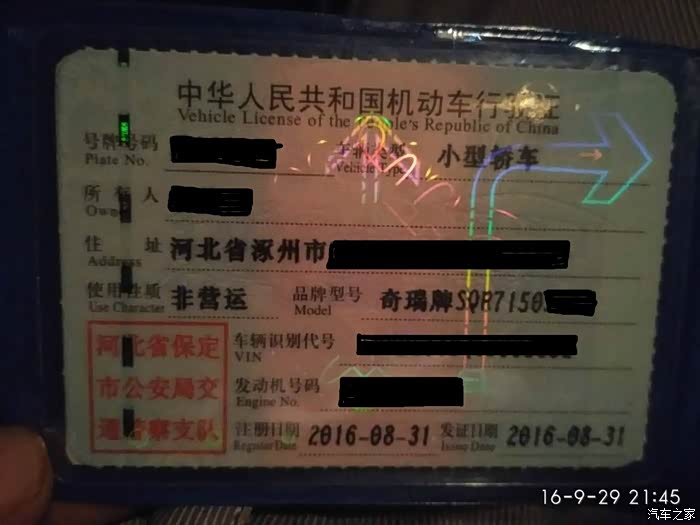 中华人民共和国机动车行驶证
Vehicle License of the People's Republic of China
号牌号码 车辆类型 小型轿车
Plate No. Vehicle Type
所有人
Owner
住 址 河北省涿州市
Address
使用性质 非营运 品牌型号 奇瑞牌SQR7150
Use Character Model
河北省保定 车辆识别代号
VIN
市公安局交 发动机号码
Engine No.
通警察支队 注册日期 2016-08-31 发证日期 2016-08-31
Register Date Issue Date
16-9-29 21:45
汽车之家